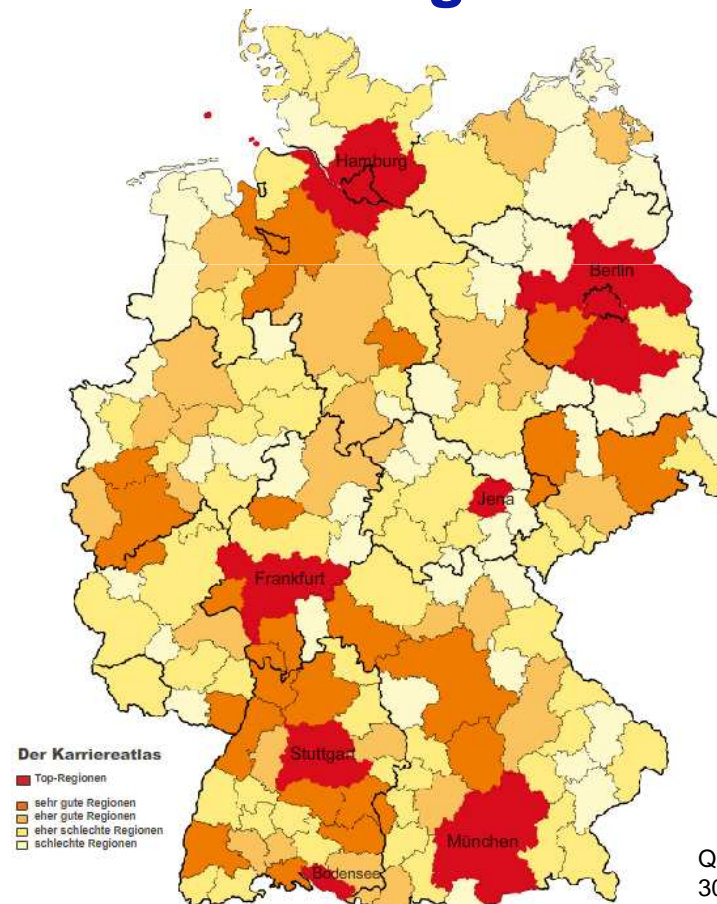 Hamburg
Berlin
Jena
Frankfurt
Stuttgart
München
Bodensee
Der Karriereatlas
Top-Regionen
sehr gute Regionen
eher gute Regionen
eher schlechte Regionen
schlechte Regionen